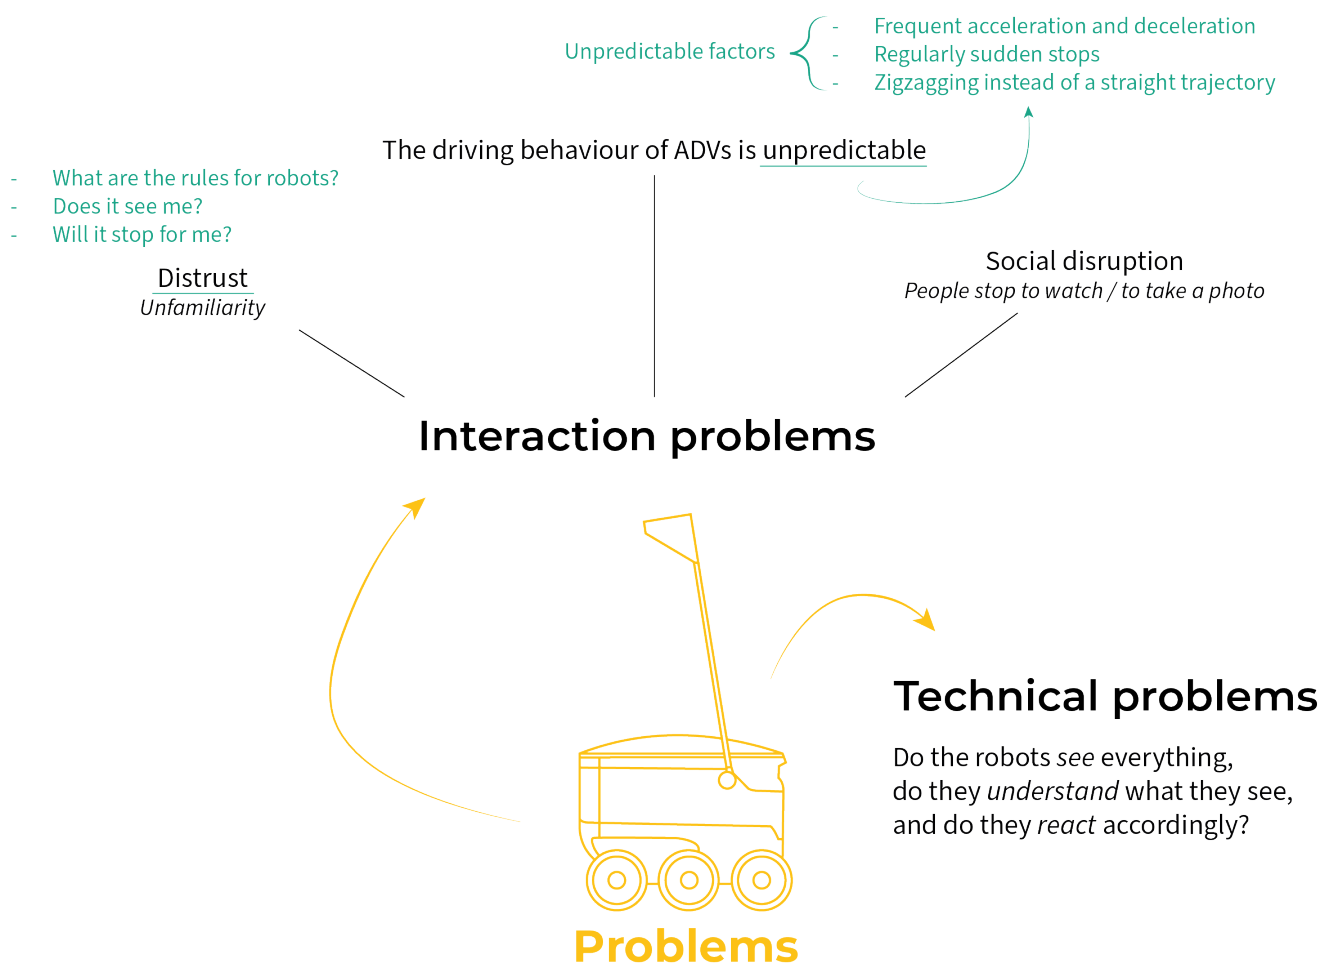 Unpredictable factors
- Frequent acceleration and deceleration
- Regularly sudden stops
- Zigzagging instead of a straight trajectory
The driving behaviour of ADVs is unpredictable
- What are the rules for robots?
- Does it see me?
- Will it stop for me?
Distrust
Unfamiliarity
Social disruption
People stop to watch / to take a photo
Interaction problems
Technical problems
Do the robots see everything,
do they understand what they see,
and do they react accordingly?
Problems